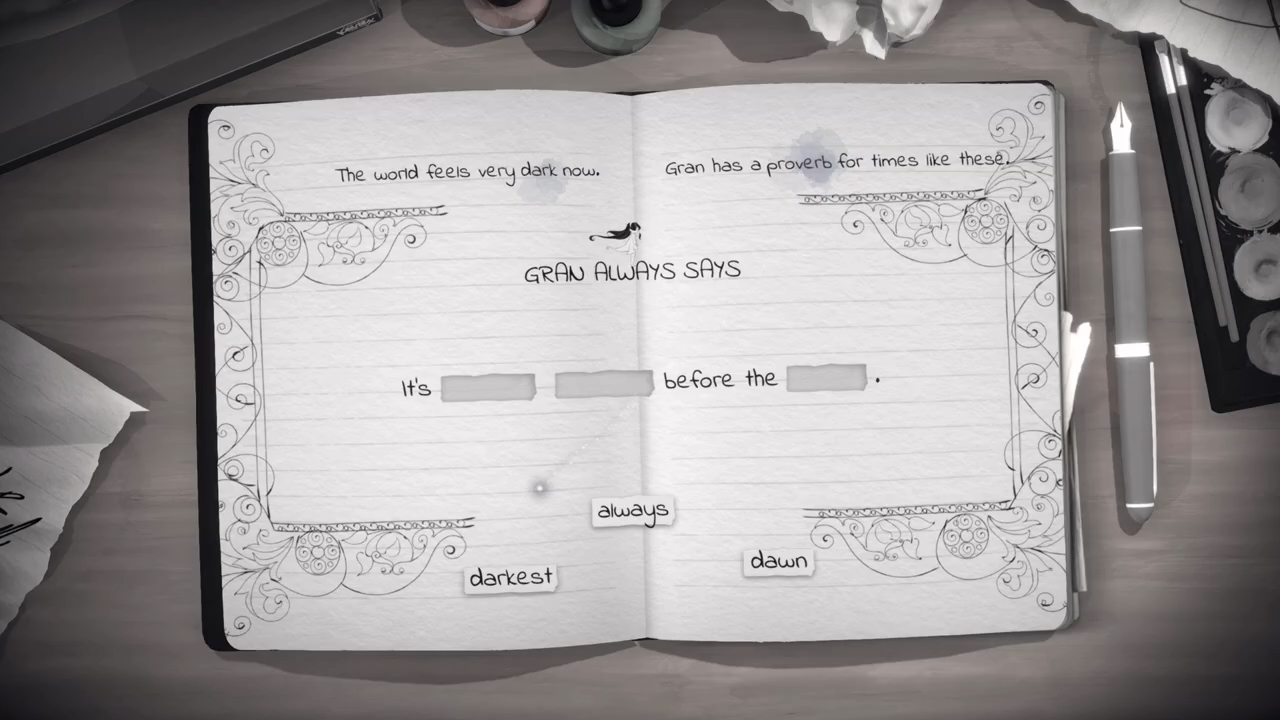 The world feels very dark now.
Gran has a proverb for times like these.
GRAN ALWAYS SAYS
It's before the .
always
dawn
darkest